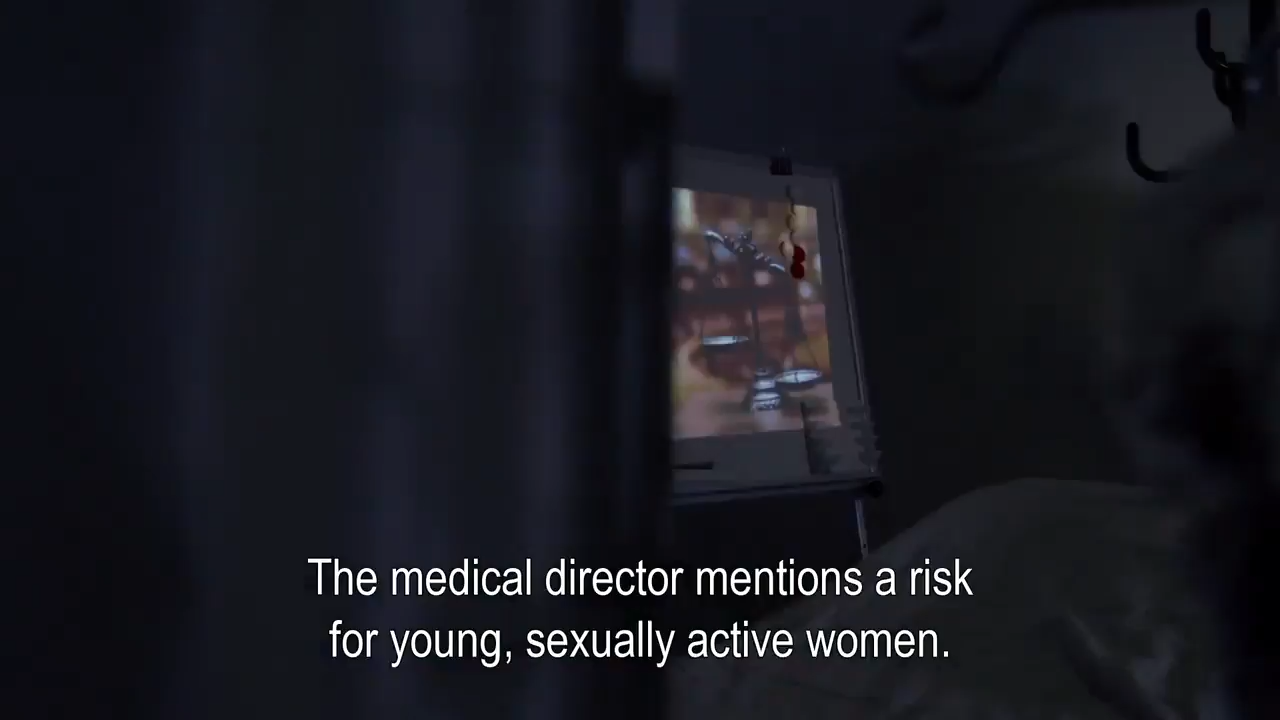 The medical director mentions a risk
for young, sexually active women.